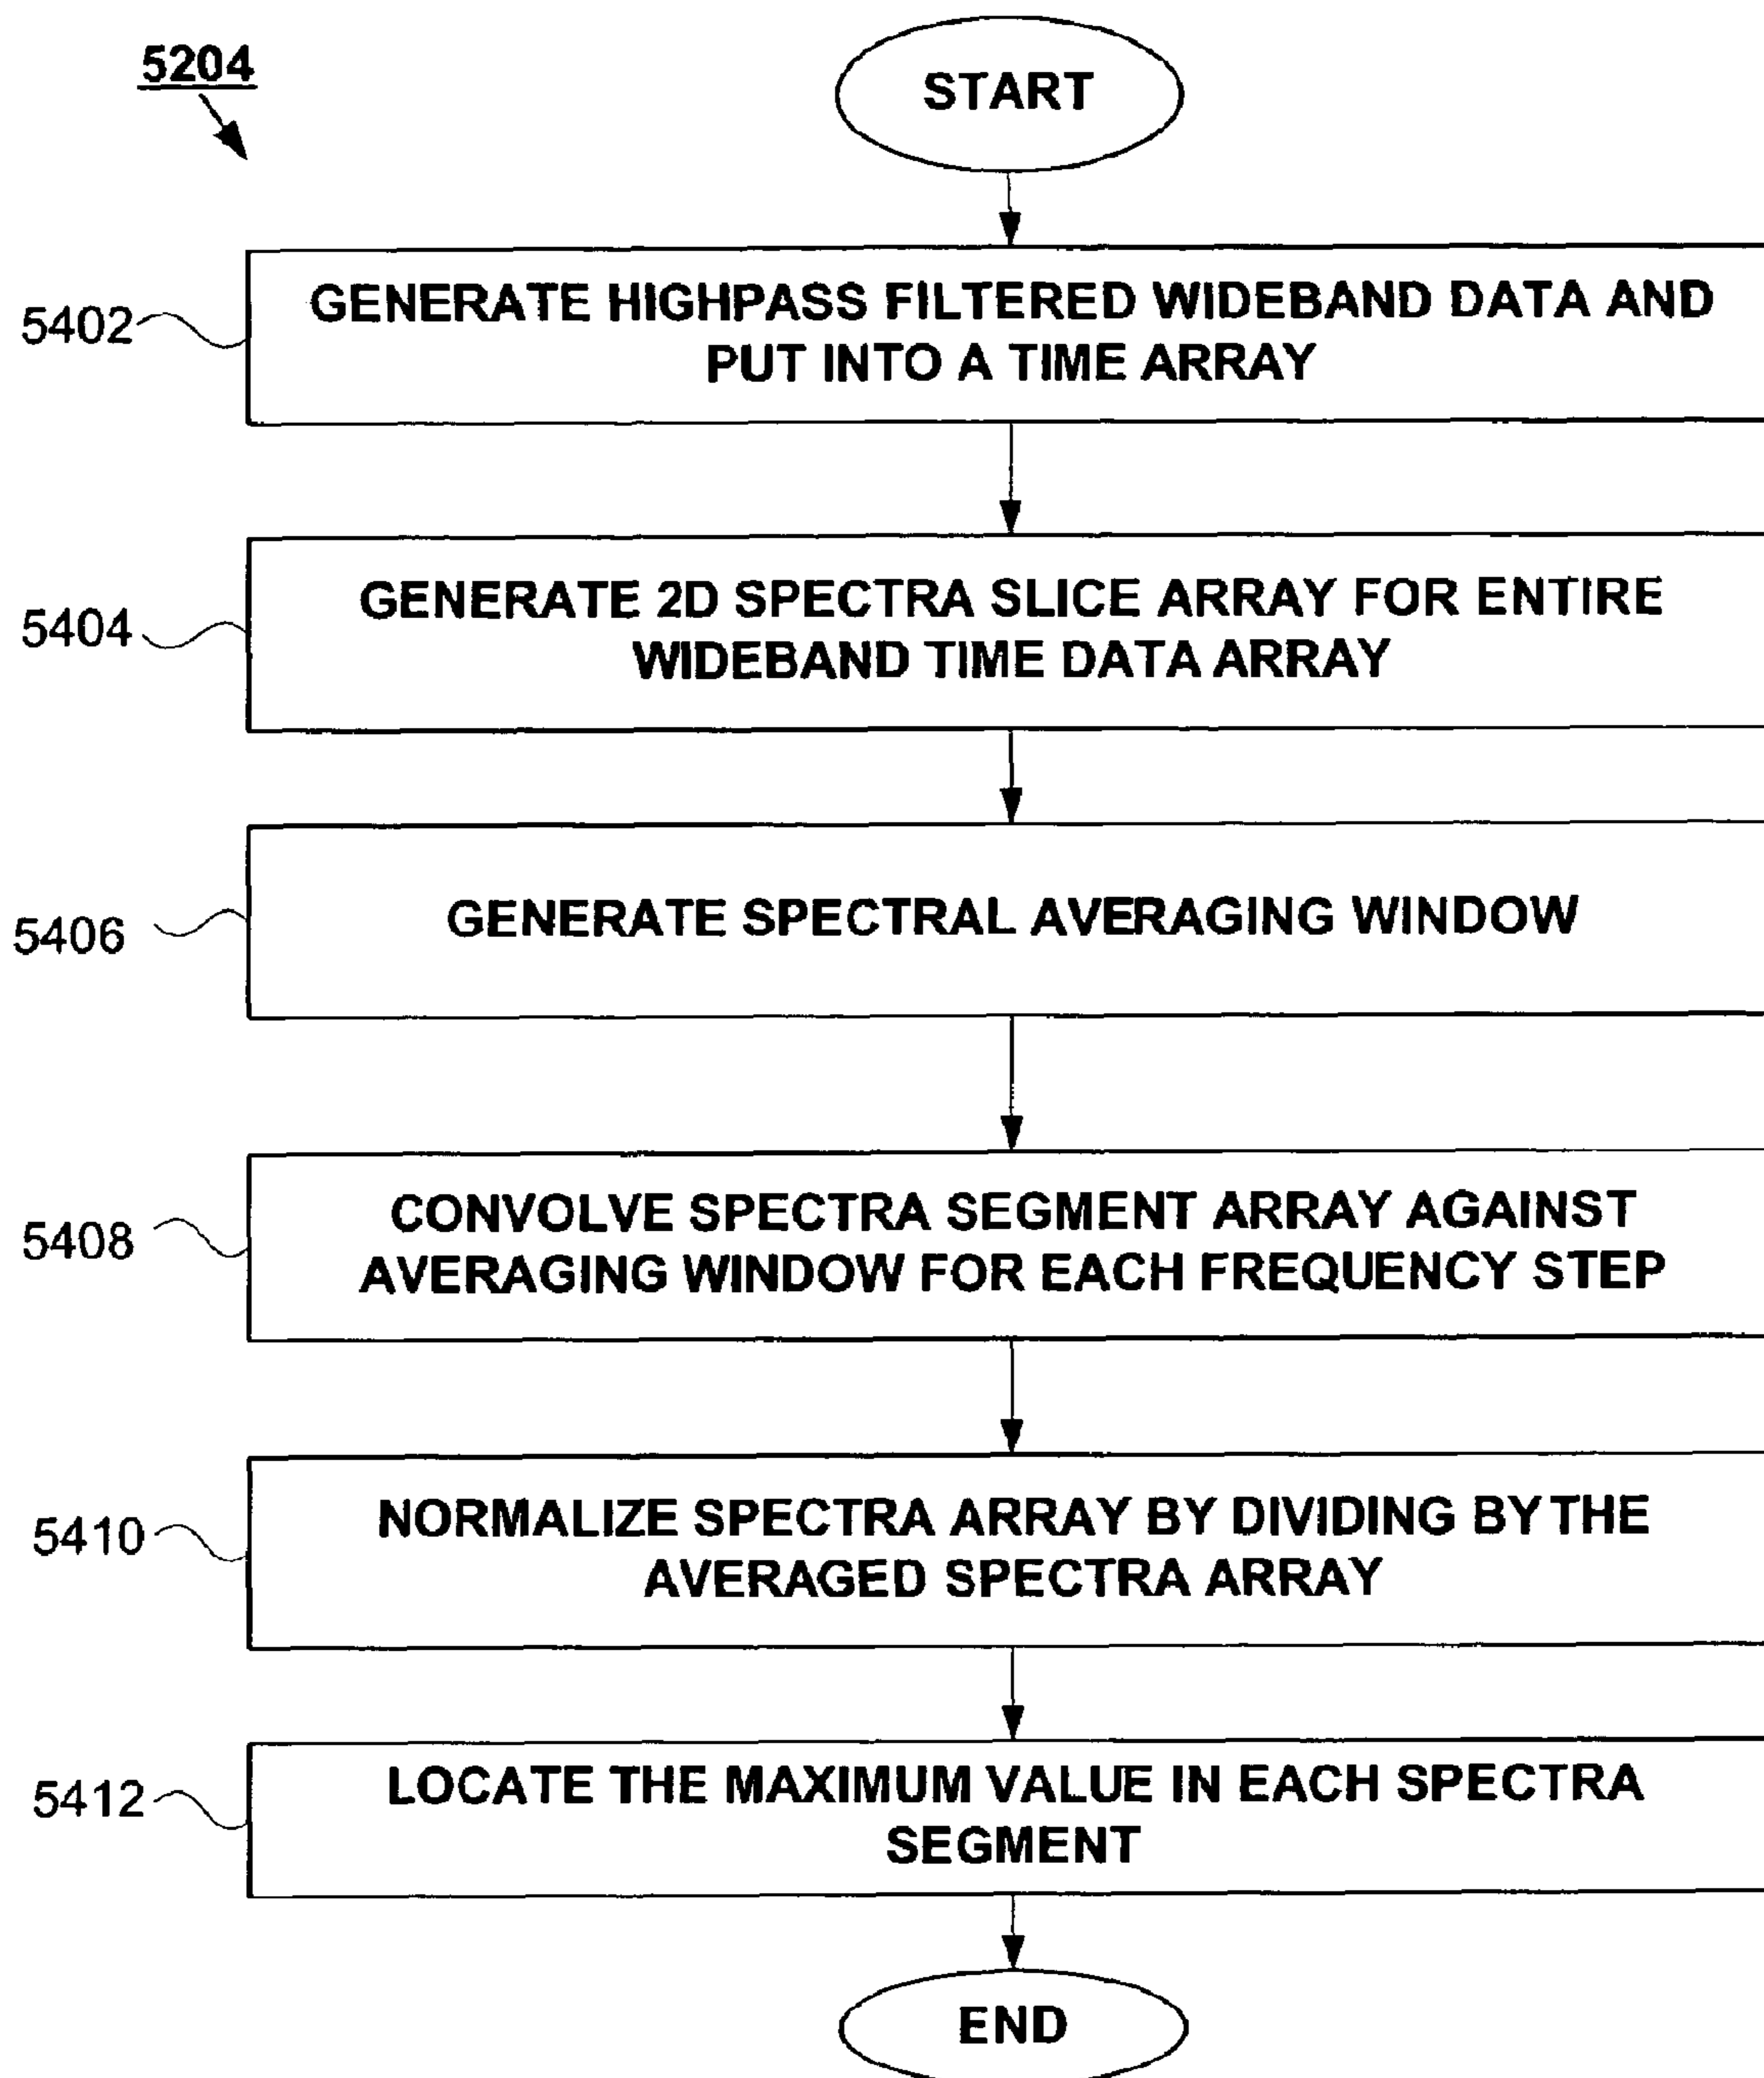 5204
START
5402
GENERATE HIGHPASS FILTERED WIDEBAND DATA AND
PUT INTO A TIME ARRAY
5404
GENERATE 2D SPECTRA SLICE ARRAY FOR ENTIRE
WIDEBAND TIME DATA ARRAY
5406
GENERATE SPECTRAL AVERAGING WINDOW
5408
CONVOLVE SPECTRA SEGMENT ARRAY AGAINST
AVERAGING WINDOW FOR EACH FREQUENCY STEP
5410
NORMALIZE SPECTRA ARRAY BY DIVIDING BY THE
AVERAGED SPECTRA ARRAY
5412
LOCATE THE MAXIMUM VALUE IN EACH SPECTRA
SEGMENT
END